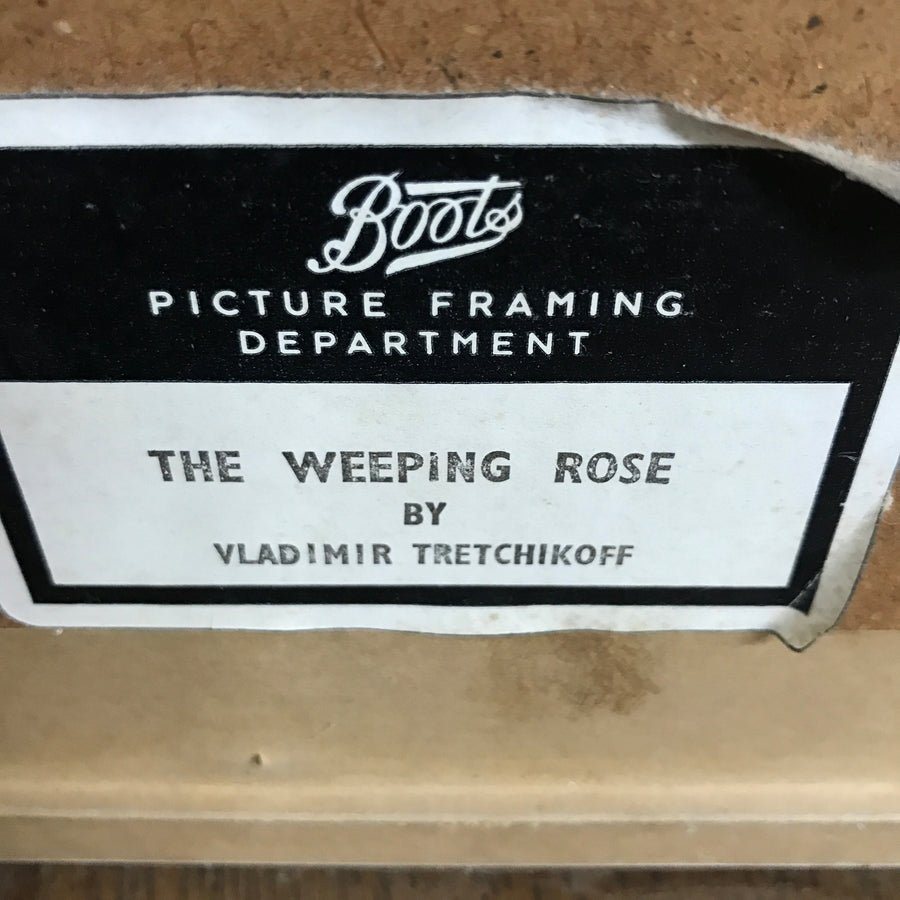 Boots
PICTURE FRAMING
DEPARTMENT
THE WEEPING ROSE
BY
VLADIMIR TRETCHIKOFF